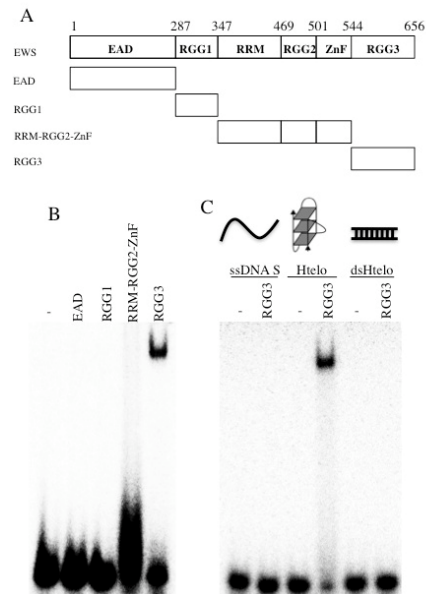 A
1 287 347 469 501 544 656
EWS EAD RGG1 RRM RGG2 ZnF RGG3
EAD
RGG1
RRM-RGG2-ZnF
RGG3
B
-
EAD
RGG1
RRM-RGG2-ZnF
RGG3
C
ssDNA S Htelo dsHtelo
- RGG3 - RGG3 - RGG3